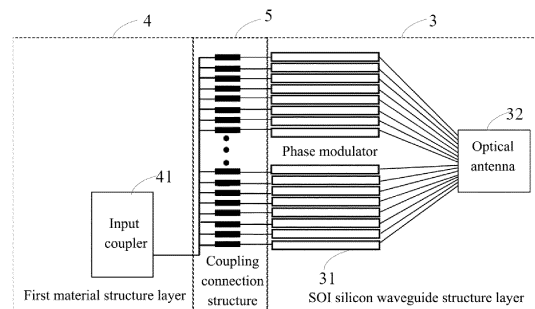 4
5
3
32
Phase modulator
Optical
antenna
41
Input
coupler
31
Coupling
connection
structure
First material structure layer
SOI silicon waveguide structure layer